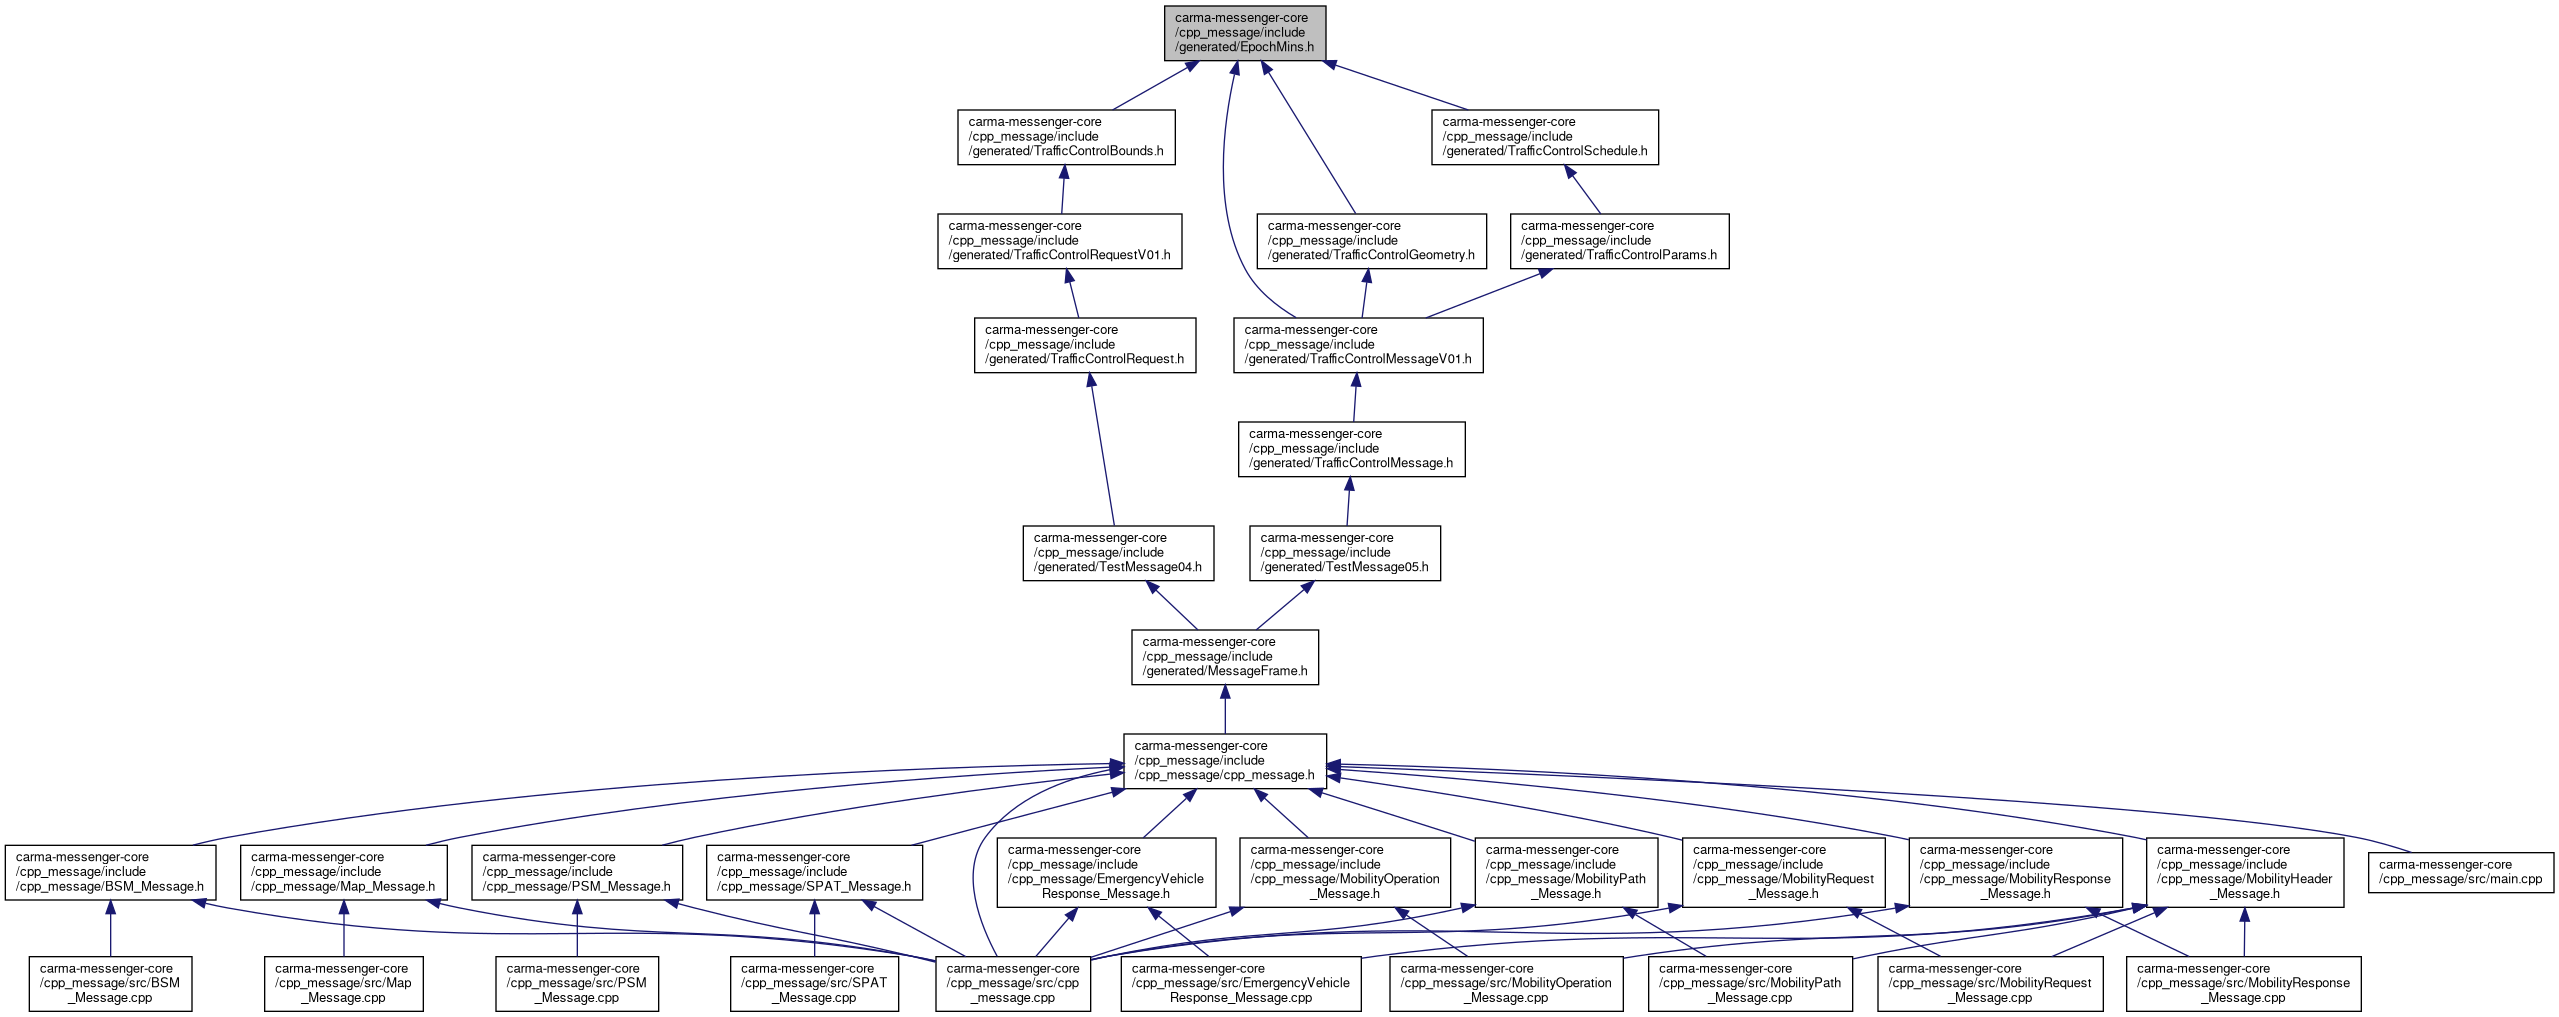 carma-messenger-core
/cpp_message/include
/generated/EpochMins.h
carma-messenger-core
/cpp_message/include
/generated/TrafficControlBounds.h
carma-messenger-core
/cpp_message/include
/generated/TrafficControlSchedule.h
carma-messenger-core
/cpp_message/include
/generated/TrafficControlRequestV01.h
carma-messenger-core
/cpp_message/include
/generated/TrafficControlGeometry.h
carma-messenger-core
/cpp_message/include
/generated/TrafficControlParams.h
carma-messenger-core
/cpp_message/include
/generated/TrafficControlRequest.h
carma-messenger-core
/cpp_message/include
/generated/TrafficControlMessageV01.h
carma-messenger-core
/cpp_message/include
/generated/TrafficControlMessage.h
carma-messenger-core
/cpp_message/include
/generated/TestMessage04.h
carma-messenger-core
/cpp_message/include
/generated/TestMessage05.h
carma-messenger-core
/cpp_message/include
/generated/MessageFrame.h
carma-messenger-core
/cpp_message/include
/cpp_message/cpp_message.h
carma-messenger-core
/cpp_message/include
/cpp_message/BSM_Message.h
carma-messenger-core
/cpp_message/include
/cpp_message/Map_Message.h
carma-messenger-core
/cpp_message/include
/cpp_message/PSM_Message.h
carma-messenger-core
/cpp_message/include
/cpp_message/SPAT_Message.h
carma-messenger-core
/cpp_message/include
/cpp_message/EmergencyVehicle
Response_Message.h
carma-messenger-core
/cpp_message/include
/cpp_message/MobilityOperation
_Message.h
carma-messenger-core
/cpp_message/include
/cpp_message/MobilityPath
_Message.h
carma-messenger-core
/cpp_message/include
/cpp_message/MobilityRequest
_Message.h
carma-messenger-core
/cpp_message/include
/cpp_message/MobilityResponse
_Message.h
carma-messenger-core
/cpp_message/include
/cpp_message/MobilityHeader
_Message.h
carma-messenger-core
/cpp_message/src/main.cpp
carma-messenger-core
/cpp_message/src/BSM
_Message.cpp
carma-messenger-core
/cpp_message/src/Map
_Message.cpp
carma-messenger-core
/cpp_message/src/PSM
_Message.cpp
carma-messenger-core
/cpp_message/src/SPAT
_Message.cpp
carma-messenger-core
/cpp_message/src/cpp
_message.cpp
carma-messenger-core
/cpp_message/src/EmergencyVehicle
Response_Message.cpp
carma-messenger-core
/cpp_message/src/MobilityOperation
_Message.cpp
carma-messenger-core
/cpp_message/src/MobilityPath
_Message.cpp
carma-messenger-core
/cpp_message/src/MobilityRequest
_Message.cpp
carma-messenger-core
/cpp_message/src/MobilityResponse
_Message.cpp